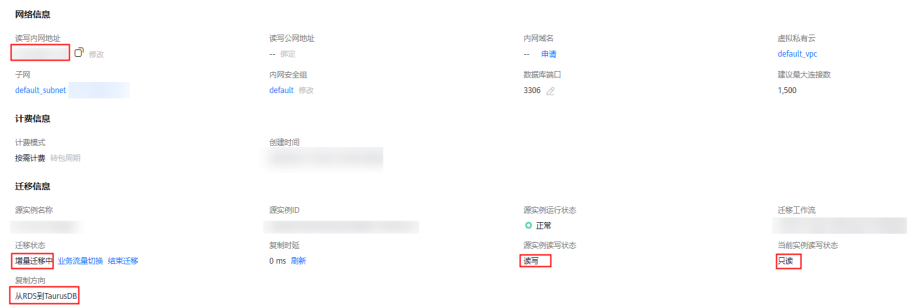 网络信息
读写内网地址 读写公网地址 内网域名 虚拟私有云
修改 -- 绑定 -- 申请 default_vpc
子网 内网安全组 数据库端口 建议最大连接数
default_subnet default 修改 3306 1,500
计费信息
计费模式 创建时间
按需计费 转包周期
迁移信息
源实例名称 源实例ID 源实例运行状态 迁移工作流
正常
迁移状态 复制时延 源实例读写状态 当前实例读写状态
增量迁移中 业务流量切换 结束迁移 0 ms 刷新 读写 只读
复制方向
从RDS到TaurusDB